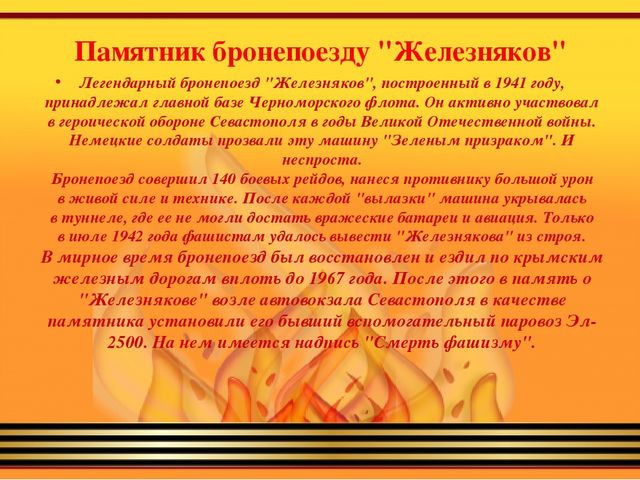 Памятник бронепоезду "Железняков"
• Легендарный бронепоезд "Железняков", построенный в 1941 году,
принадлежал главной базе Черноморского флота. Он активно участвовал
в героической обороне Севастополя в годы Великой Отечественной войны.
Немецкие солдаты прозвали эту машину "Зеленым призраком". И
неспроста.
Бронепоезд совершил 140 боевых рейдов, нанеся противнику большой урон
в живой силе и технике. После каждой "вылазки" машина укрывалась
в туннеле, где ее не могли достать вражеские батареи и авиация. Только
в июле 1942 года фашистам удалось вывести "Железнякова" из строя.
В мирное время бронепоезд был восстановлен и ездил по крымским
железным дорогам вплоть до 1967 года. После этого в память о
"Железнякове" возле автовокзала Севастополя в качестве
памятника установили его бывший вспомогательный паровоз Эл-
2500. На нем имеется надпись "Смерть фашизму".